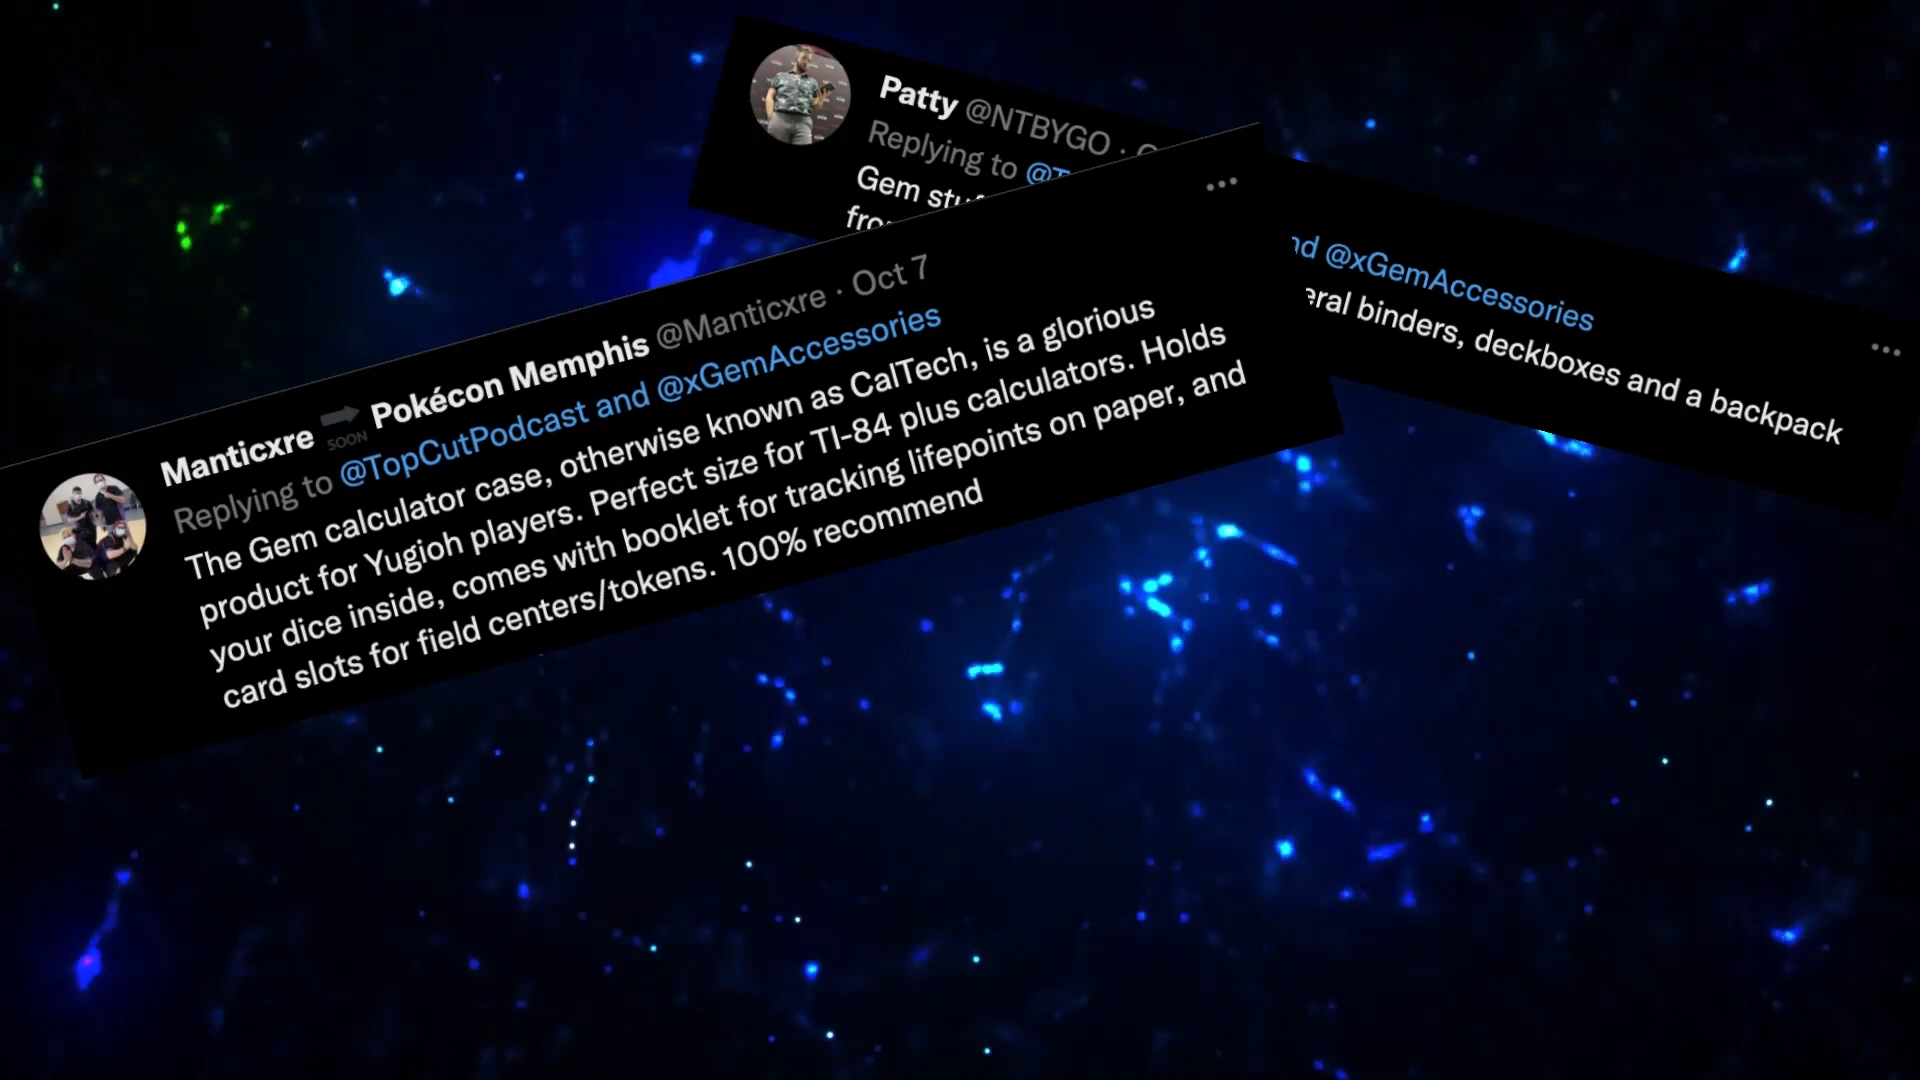 Patty @NTBYGO ·
Replying to
Gem
and @xGemAccessories
binders, deckboxes and a backpack
Manticxre SOON Pokécon Memphis @Manticxre · Oct 7
Replying to @TopCutPodcast and @xGemAccessories
The Gem calculator case, otherwise known as CalTech, is a glorious
product for Yugioh players. Perfect size for TI-84 plus calculators. Holds
your dice inside, comes with booklet for tracking lifepoints on paper, and
card slots for field centers/tokens. 100% recommend